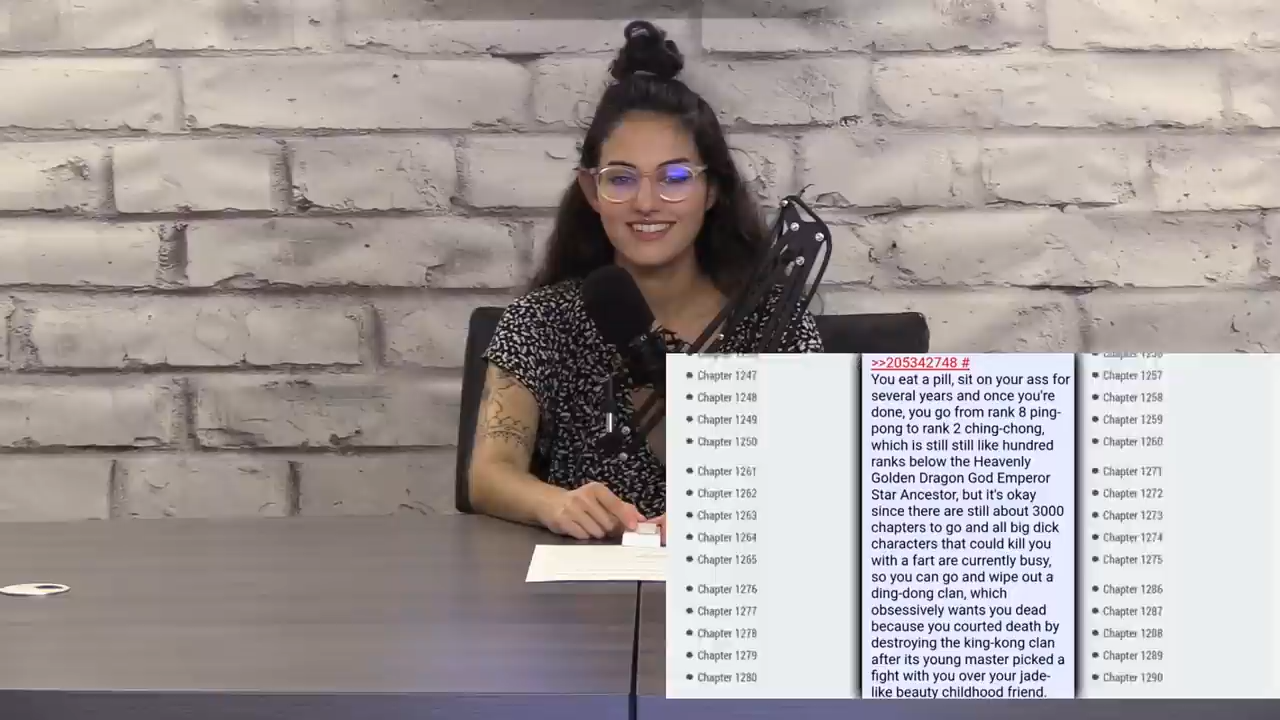 Chapter 1247
Chapter 1248
Chapter 1249
Chapter 1250
Chapter 1261
Chapter 1262
Chapter 1263
Chapter 1264
Chapter 1265
Chapter 1276
Chapter 1277
Chapter 1278
Chapter 1279
Chapter 1280
>>205342748 #
You eat a pill, sit on your ass for
several years and once you're
done, you go from rank 8 ping-
pong to rank 2 ching-chong,
which is still still like hundred
ranks below the Heavenly
Golden Dragon God Emperor
Star Ancestor, but it's okay
since there are still about 3000
chapters to go and all big dick
characters that could kill you
with a fart are currently busy,
so you can go and wipe out a
ding-dong clan, which
obsessively wants you dead
because you courted death by
destroying the king-kong clan
after its young master picked a
fight with you over your jade-
like beauty childhood friend.
Chapter 1257
Chapter 1258
Chapter 1259
Chapter 1260
Chapter 1271
Chapter 1272
Chapter 1273
Chapter 1274
Chapter 1275
Chapter 1286
Chapter 1287
Chapter 1288
Chapter 1289
Chapter 1290